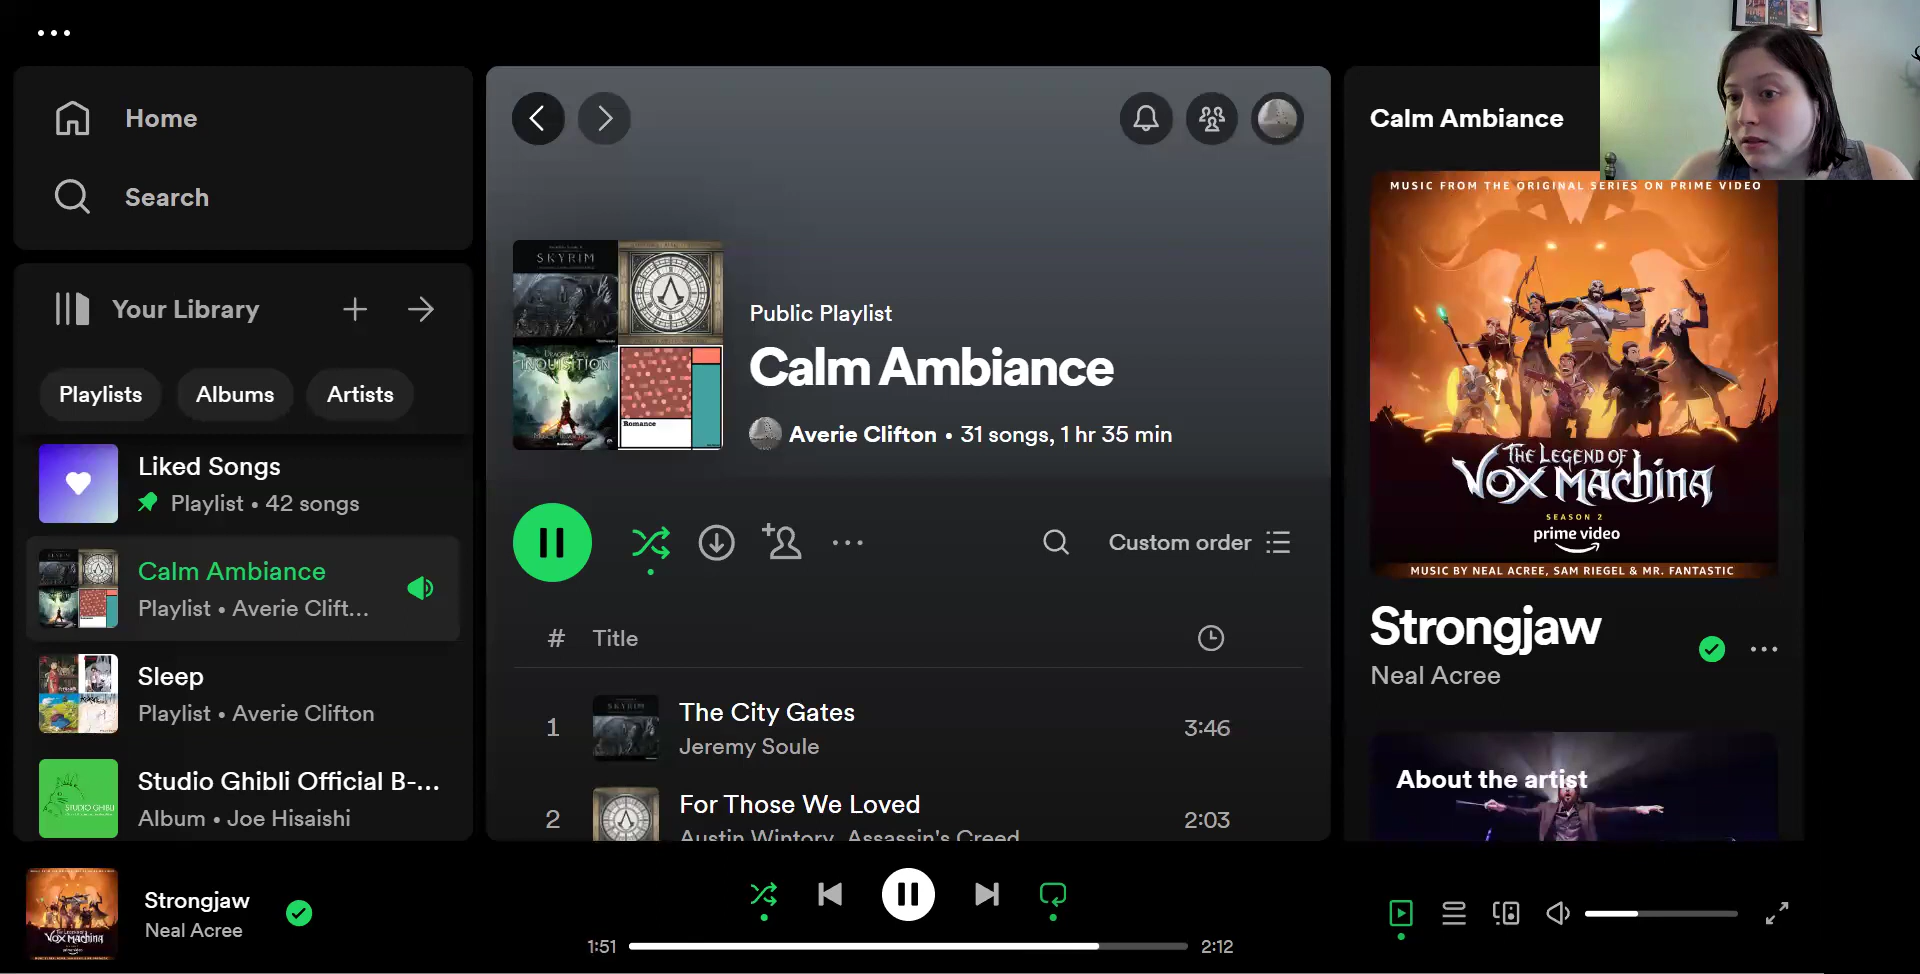 Home
Search
Your Library
Playlists
Albums
Artists
Liked Songs
Playlist • 42 songs
Calm Ambiance
Playlist • Averie Clift...
Sleep
Playlist • Averie Clifton
Studio Ghibli Official B-...
Album • Joe Hisaishi
STUDIO GHIBLI
SKYRIM
INQUISITION
Romance
Public Playlist
Calm Ambiance
Averie Clifton • 31 songs, 1 hr 35 min
Custom order
# Title
1
The City Gates
Jeremy Soule
3:46
2
For Those We Loved
Austin Wintory, Assassin's Creed
2:03
Calm Ambiance
MUSIC FROM THE ORIGINAL SERIES ON PRIME VIDEO
THE LEGEND OF
VOX MACHINA
SEASON 2
prime video
MUSIC BY NEAL ACREE, SAM RIEGEL & MR. FANTASTIC
Strongjaw
Neal Acree
About the artist
Strongjaw
Neal Acree
1:51
2:12